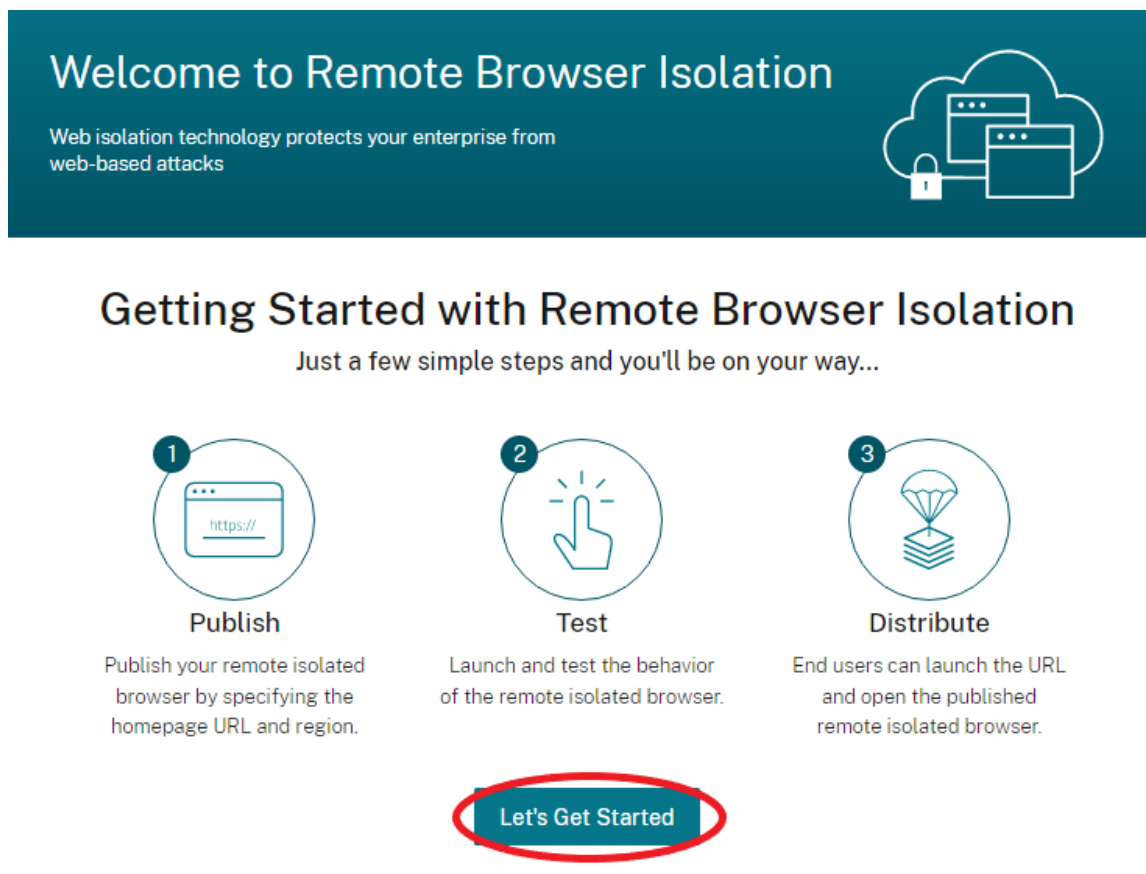 Welcome to Remote Browser Isolation
Web isolation technology protects your enterprise from
web-based attacks
Getting Started with Remote Browser Isolation
Just a few simple steps and you'll be on your way...
1
https://
Publish
Publish your remote isolated
browser by specifying the
homepage URL and region.
2
Test
Launch and test the behavior
of the remote isolated browser.
3
Distribute
End users can launch the URL
and open the published
remote isolated browser.
Let's Get Started